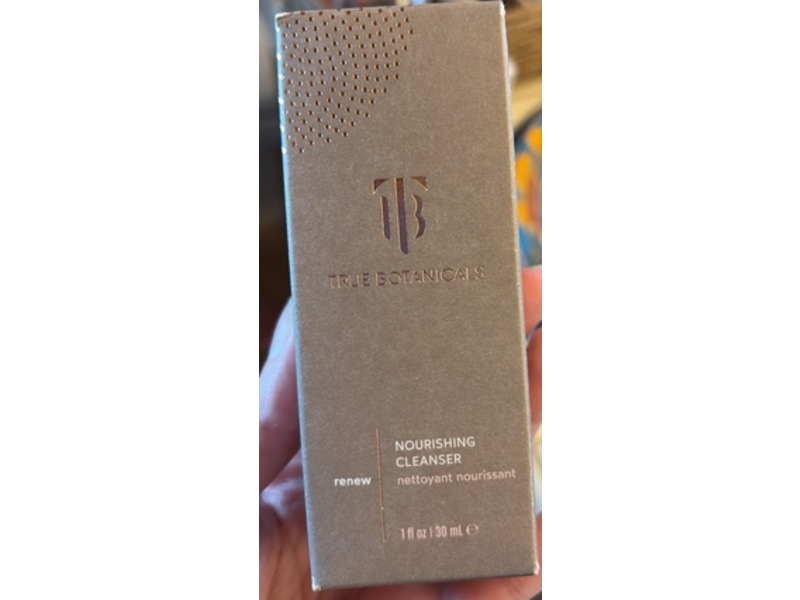 TB
TRUE BOTANICALS
NOURISHING
CLEANSER
renew
nettoyant nourissant
1 fl oz | 30 mL ℮